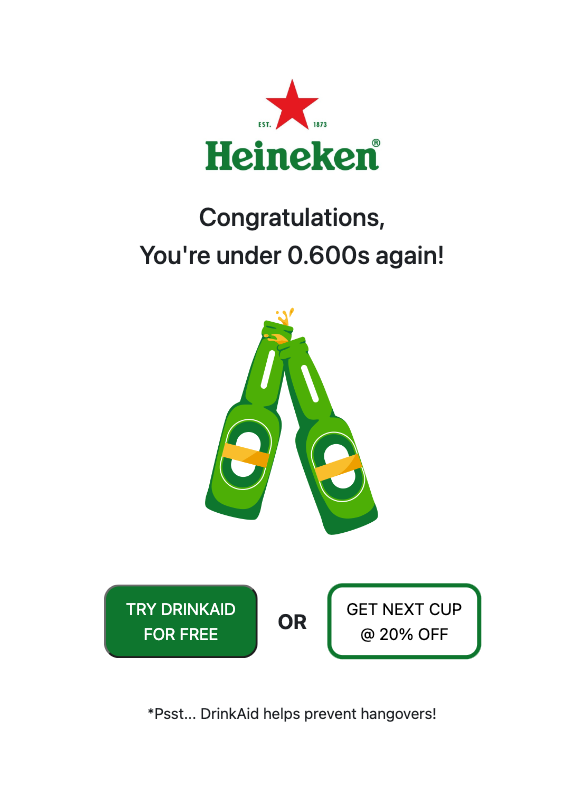 EST. 1873
Heineken®
Congratulations,
You're under 0.600s again!
TRY DRINKAID
FOR FREE
OR
GET NEXT CUP
@ 20% OFF
*Psst... DrinkAid helps prevent hangovers!